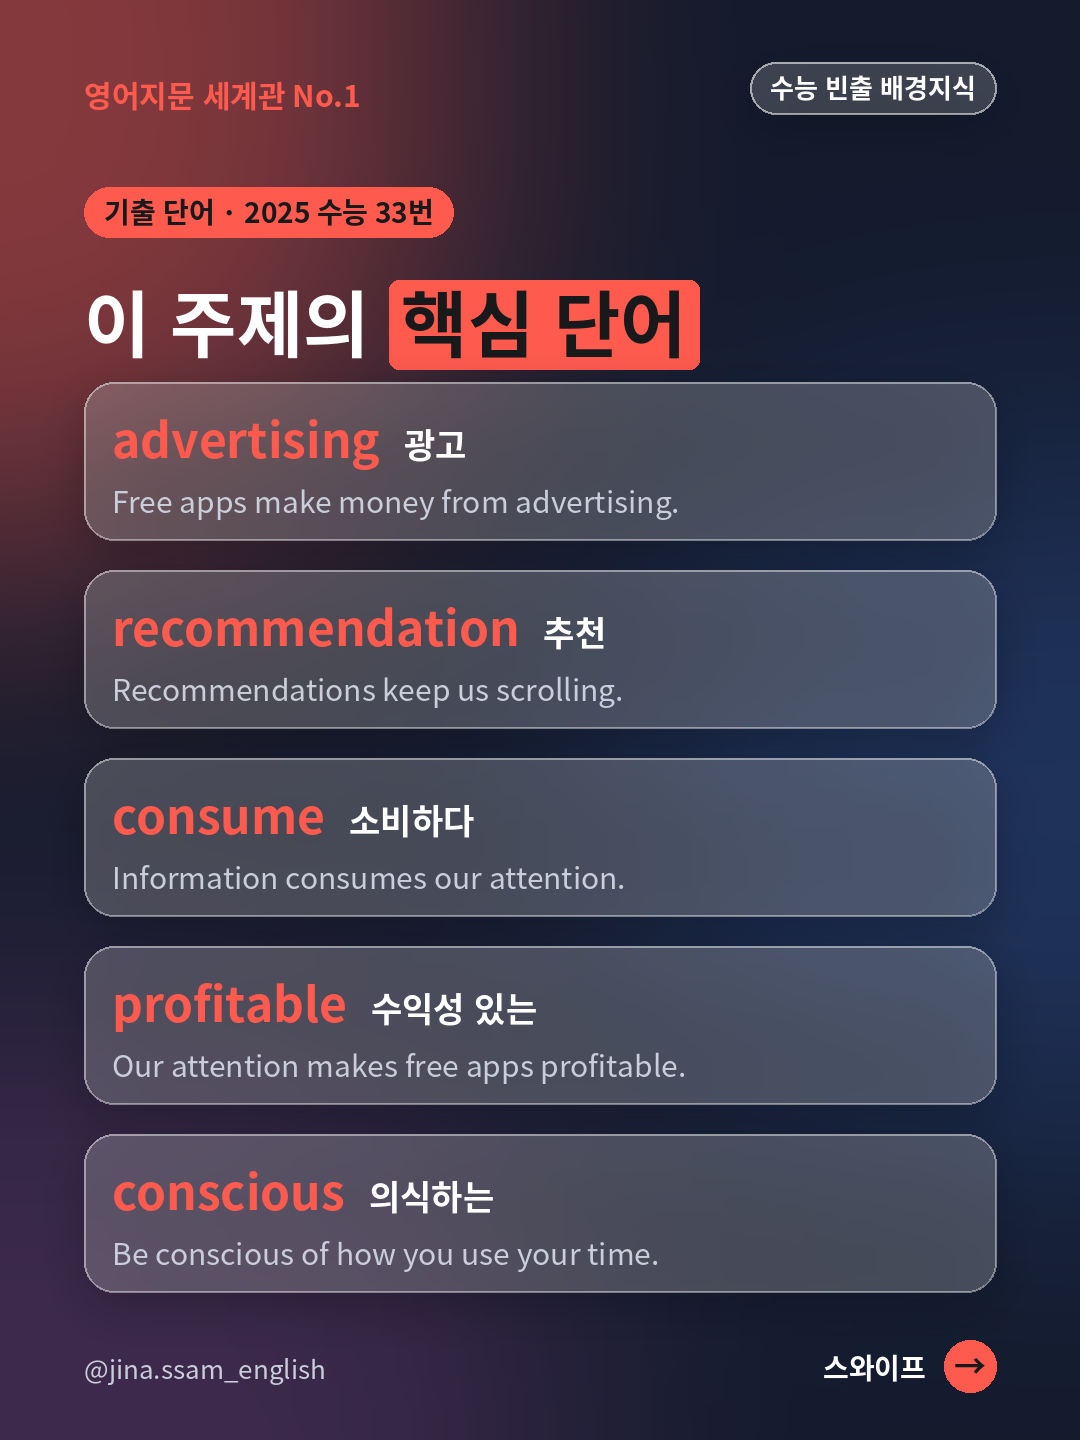 영어지문 세계관 No.1
수능 빈출 배경지식
기출 단어 · 2025 수능 33번
이 주제의 핵심 단어
advertising 광고
Free apps make money from advertising.
recommendation 추천
Recommendations keep us scrolling.
consume 소비하다
Information consumes our attention.
profitable 수익성 있는
Our attention makes free apps profitable.
conscious 의식하는
Be conscious of how you use your time.
@jina.ssam_english
스와이프 →